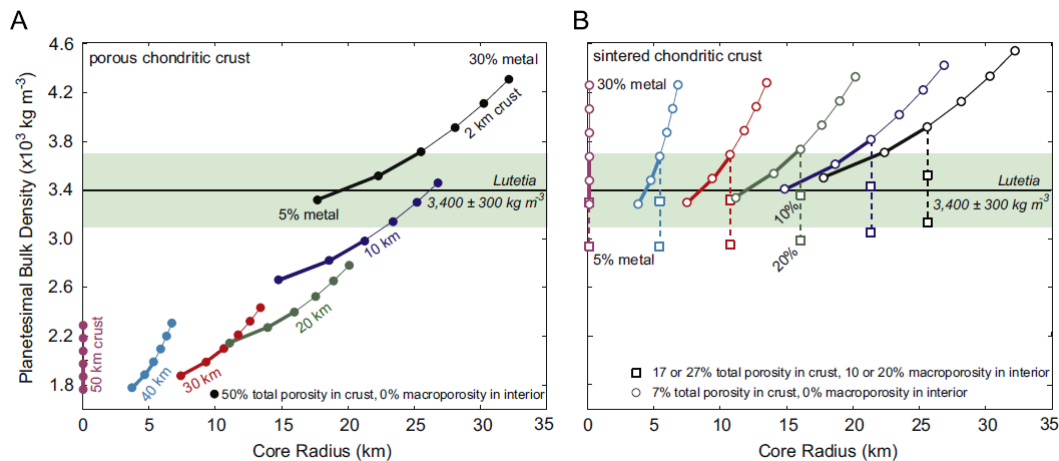 A
B
Planetesimal Bulk Density (x10³ kg m⁻³)
4.6
4.2
3.8
3.4
3.0
2.6
2.2
1.8
porous chondritic crust
30% metal
2 km crust
5% metal
Lutetia
3,400 ± 300 kg m⁻³
10 km
20 km
30 km
40 km
50 km crust
50% total porosity in crust, 0% macroporosity in interior
0 5 10 15 20 25 30 35
Core Radius (km)
sintered chondritic crust
30% metal
Lutetia
3,400 ± 300 kg m⁻³
10%
20%
5% metal
17 or 27% total porosity in crust, 10 or 20% macroporosity in interior
7% total porosity in crust, 0% macroporosity in interior
0 5 10 15 20 25 30 35
Core Radius (km)